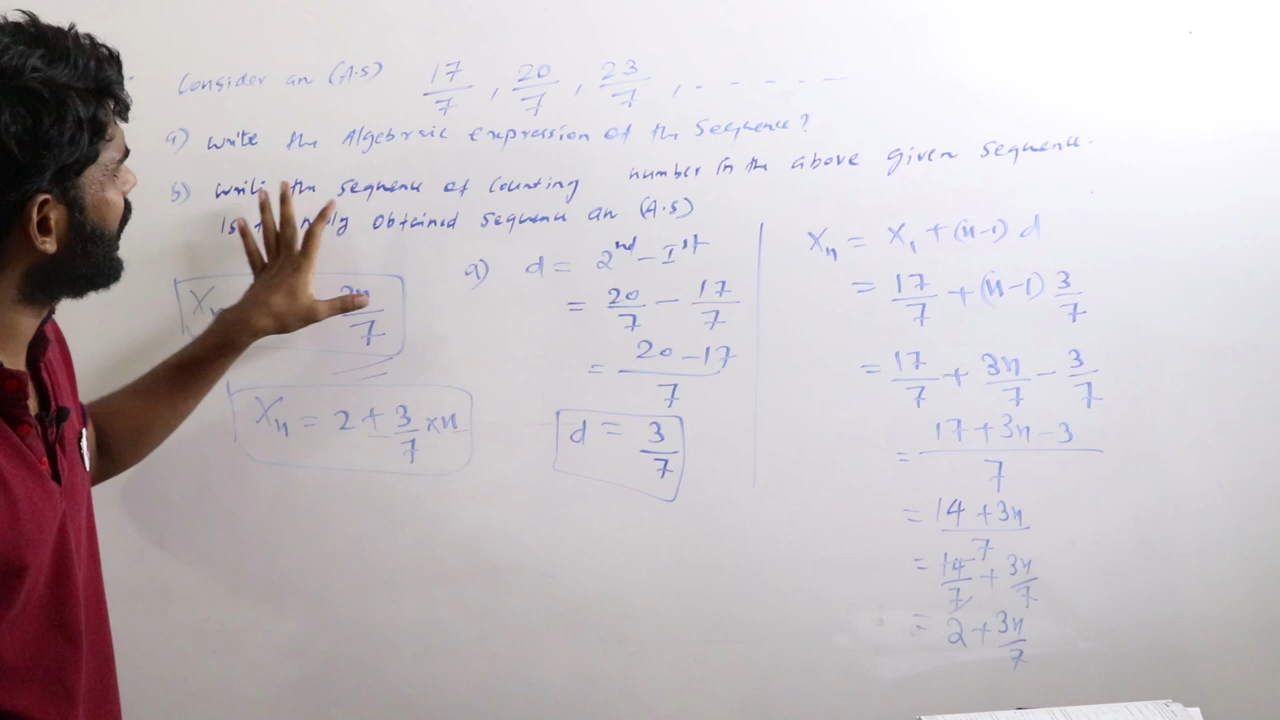 Consider an (A.S) 17/7 , 20/7 , 23/7 , - - - - - -
a) write the Algebraic Expression of the Sequence?
b) write the sequence of counting number in the above given sequence.
Is the obtained sequence an (A.S)
a) d = 2nd - Ist
= 20/7 - 17/7
= 20 - 17 / 7
d = 3/7
Xn = X1 + (n-1) d
= 17/7 + (n-1) 3/7
= 17/7 + 3n/7 - 3/7
= 17 + 3n - 3 / 7
= 14 + 3n / 7
= 14/7 + 3n/7
= 2 + 3n/7
Xn 3n/7
Xn = 2 + 3/7 × n